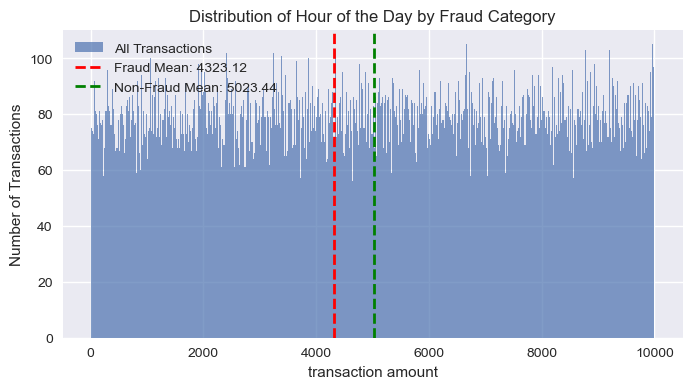 Distribution of Hour of the Day by Fraud Category
All Transactions
Fraud Mean: 4323.12
Non-Fraud Mean: 5023.44
Number of Transactions
100
80
60
40
20
0
0 2000 4000 6000 8000 10000
transaction amount